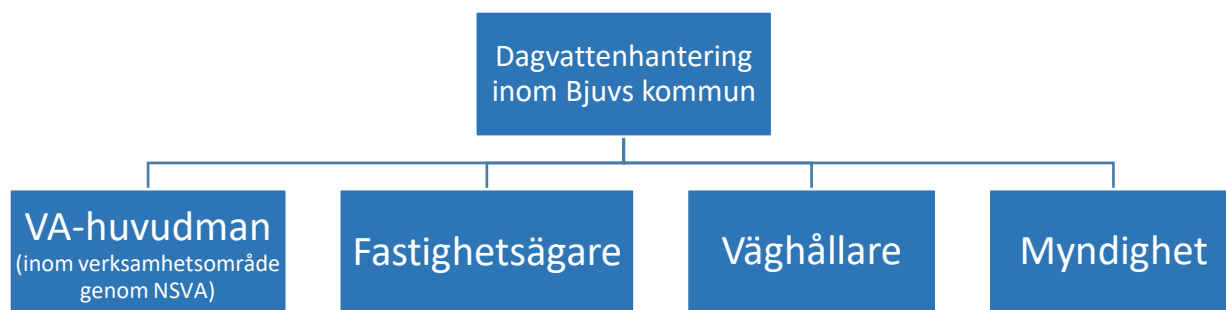 Dagvattenhantering
inom Bjuvs kommun
VA-huvudman
(inom verksamhetsområde
genom NSVA)
Fastighetsägare
Väghållare
Myndighet